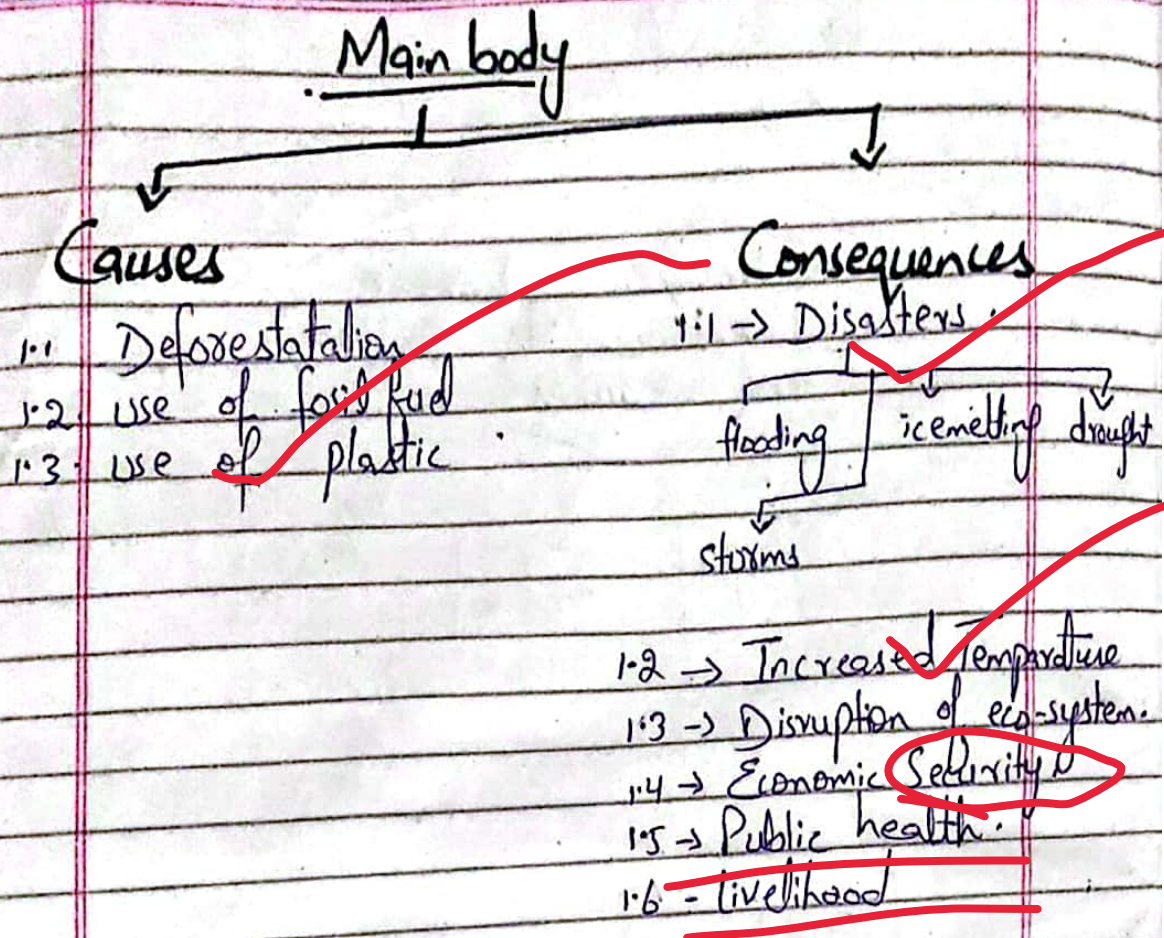 Main body
Causes
1.1 Deforestatation
1.2 use of fosil fuel
1.3 use of plastic
Consequences
1.1 → Disasters.
flooding icemelting drought
storms
1.2 → Increased Temparature
1.3 → Disruption of eco-system.
1.4 → Economic Security
1.5 → Public health.
1.6 - livelihood